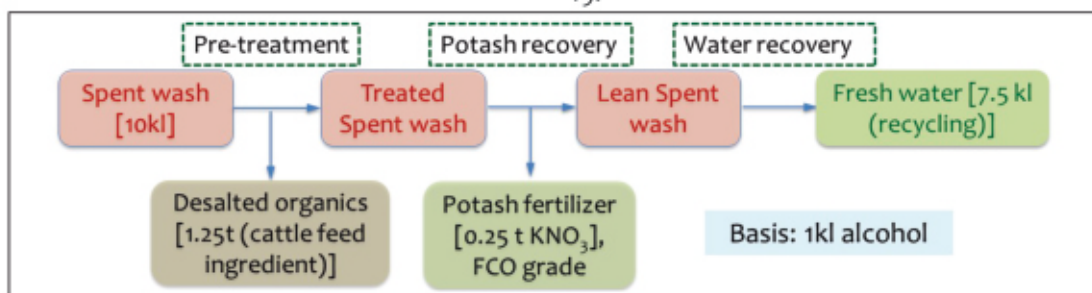 Pre-treatment
Potash recovery
Water recovery
Spent wash
[10kl]
Treated
Spent wash
Lean Spent
wash
Fresh water [7.5 kl
(recycling)]
Desalted organics
[1.25t (cattle feed
ingredient)]
Potash fertilizer
[0.25 t KNO₃],
FCO grade
Basis: 1kl alcohol